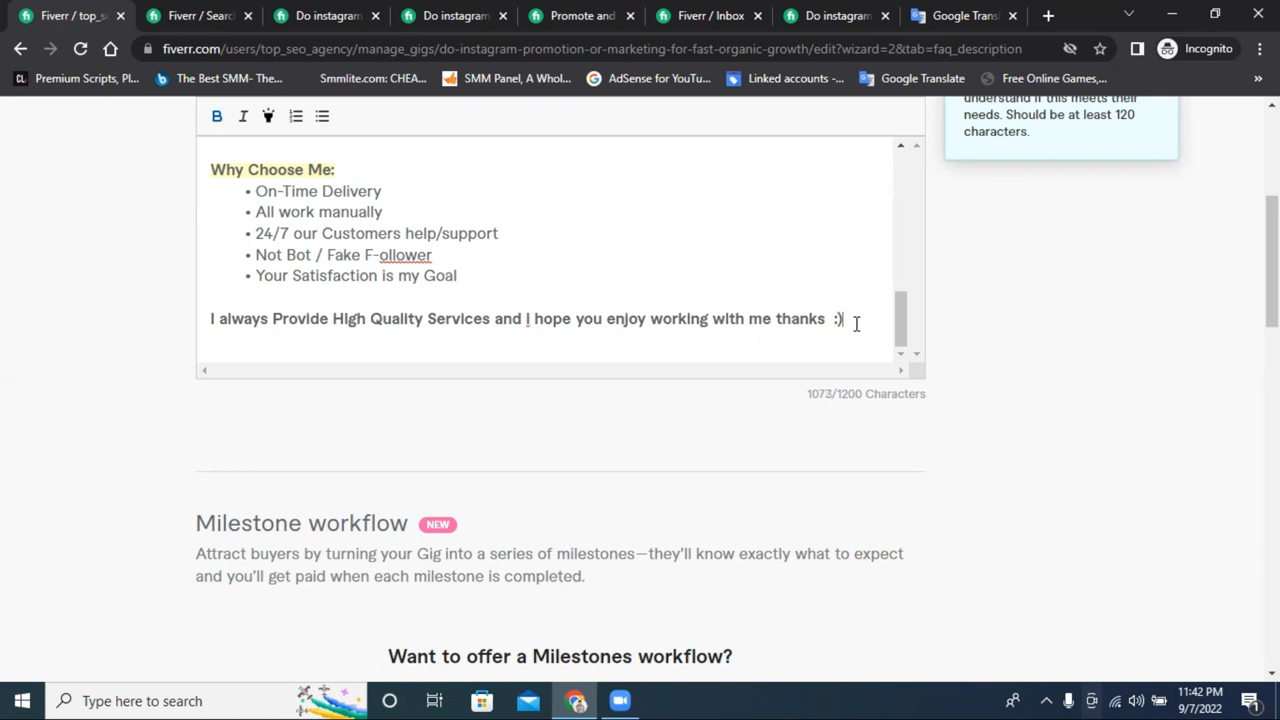 Fiverr / top_s
Fiverr / Searc
Do instagram
Do instagram
Promote and
Fiverr / Inbox
Do instagram
Google Trans
fiverr.com/users/top_seo_agency/manage_gigs/do-instagram-promotion-or-marketing-for-fast-organic-growth/edit?wizard=2&tab=faq_description
Incognito
Premium Scripts, Pl...
The Best SMM- The...
Smmlite.com: CHEA...
SMM Panel, A Whol...
AdSense for YouTu...
Linked accounts -...
Google Translate
Free Online Games,...
»
understand if this meets their
needs. Should be at least 120
characters.
B I
Why Choose Me:
• On-Time Delivery
• All work manually
• 24/7 our Customers help/support
• Not Bot / Fake F-ollower
• Your Satisfaction is my Goal
I always Provide High Quality Services and i hope you enjoy working with me thanks :)
1073/1200 Characters
Milestone workflow NEW
Attract buyers by turning your Gig into a series of milestones—they'll know exactly what to expect
and you'll get paid when each milestone is completed.
Want to offer a Milestones workflow?
Type here to search
11:42 PM
9/7/2022
1